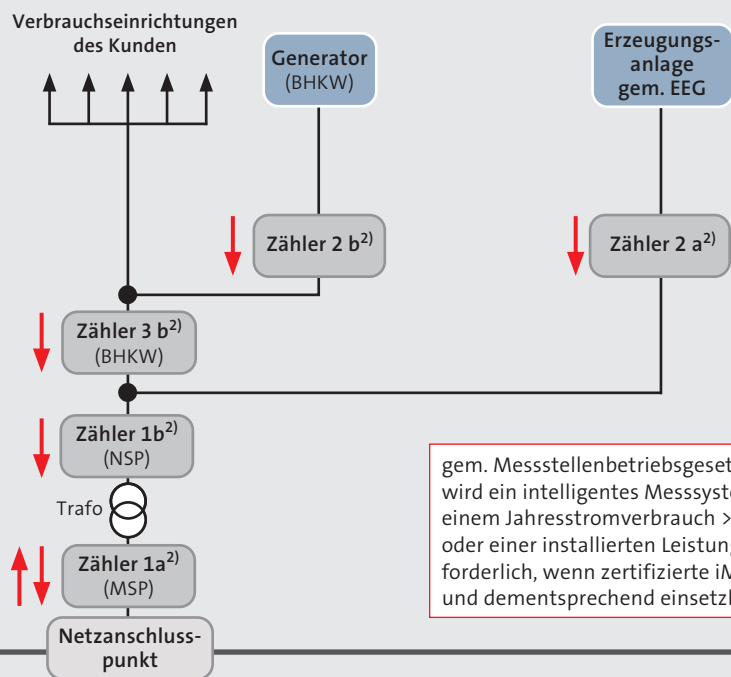 Verbrauchseinrichtungen
des Kunden
Generator
(BHKW)
Erzeugungs-
anlage
gem. EEG
Zähler 2 b²⁾
Zähler 2 a²⁾
Zähler 3 b²⁾
(BHKW)
Zähler 1b²⁾
(NSP)
Trafo
Zähler 1a²⁾
(MSP)
Netzanschluss-
punkt
gem. Messstellenbetriebsgeset
wird ein intelligentes Messsyste
einem Jahresstromverbrauch >
oder einer installierten Leistung
forderlich, wenn zertifizierte iM
und dementsprechend einsetzb